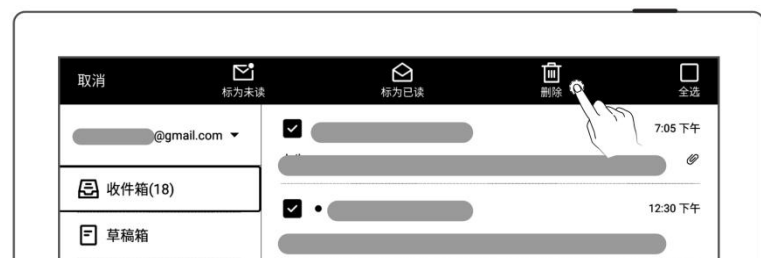 取消
标为未读
标为已读
删除
全选
@gmail.com
7:05 下午
收件箱(18)
12:30 下午
草稿箱